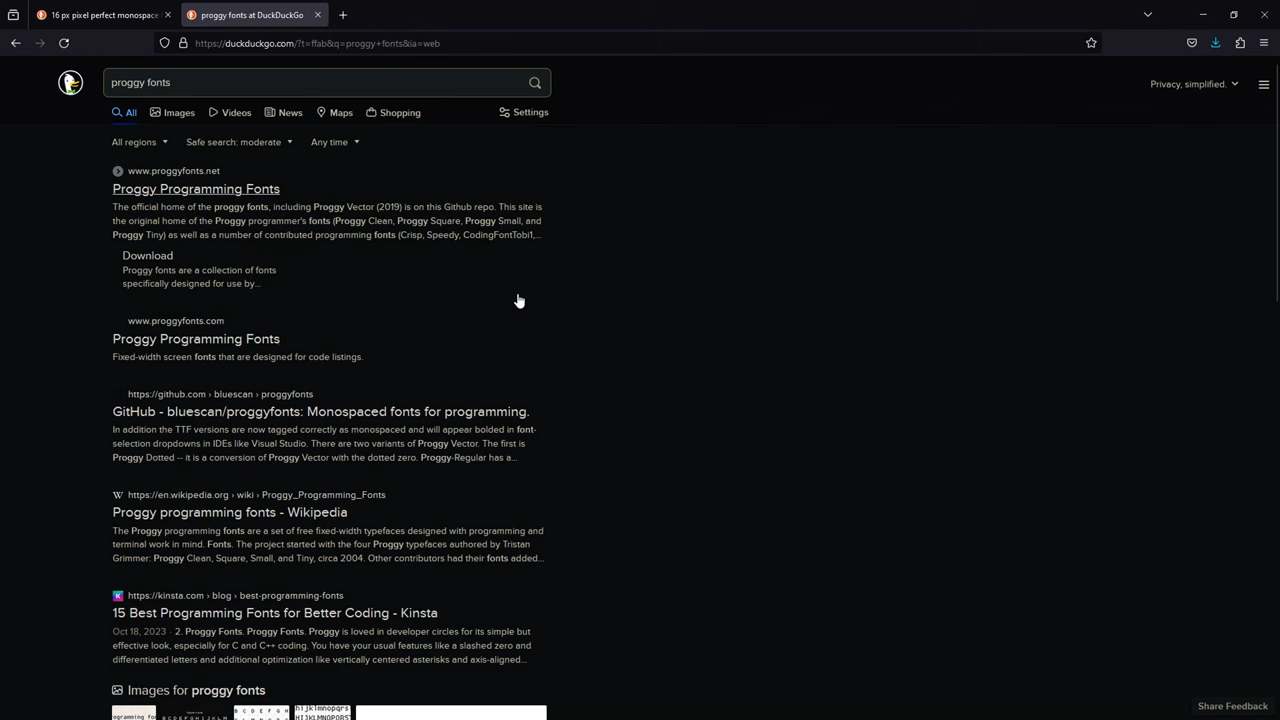 16 px pixel perfect monospace
proggy fonts at DuckDuckGo
https://duckduckgo.com/?t=ffab&q=proggy+fonts&ia=web
proggy fonts
Privacy, simplified.
All
Images
Videos
News
Maps
Shopping
Settings
All regions
Safe search: moderate
Any time
www.proggyfonts.net
Proggy Programming Fonts
The official home of the proggy fonts, including Proggy Vector (2019) is on this Github repo. This site is
the original home of the Proggy programmer's fonts (Proggy Clean, Proggy Square, Proggy Small, and
Proggy Tiny) as well as a number of contributed programming fonts (Crisp, Speedy, CodingFontTobi1,...
Download
Proggy fonts are a collection of fonts
specifically designed for use by...
www.proggyfonts.com
Proggy Programming Fonts
Fixed-width screen fonts that are designed for code listings.
https://github.com › bluescan › proggyfonts
GitHub - bluescan/proggyfonts: Monospaced fonts for programming.
In addition the TTF versions are now tagged correctly as monospaced and will appear bolded in font-
selection dropdowns in IDEs like Visual Studio. There are two variants of Proggy Vector. The first is
Proggy Dotted -- it is a conversion of Proggy Vector with the dotted zero. Proggy-Regular has a...
W https://en.wikipedia.org › wiki › Proggy_Programming_Fonts
Proggy programming fonts - Wikipedia
The Proggy programming fonts are a set of free fixed-width typefaces designed with programming and
terminal work in mind. Fonts. The project started with the four Proggy typefaces authored by Tristan
Grimmer: Proggy Clean, Square, Small, and Tiny, circa 2004. Other contributors had their fonts added...
K https://kinsta.com › blog › best-programming-fonts
15 Best Programming Fonts for Better Coding - Kinsta
Oct 18, 2023 · 2. Proggy Fonts. Proggy Fonts. Proggy is loved in developer circles for its simple but
effective look, especially for C and C++ coding. You have your usual features like a slashed zero and
differentiated letters and additional optimization like vertically centered asterisks and axis-aligned...
Images for proggy fonts
Share Feedback